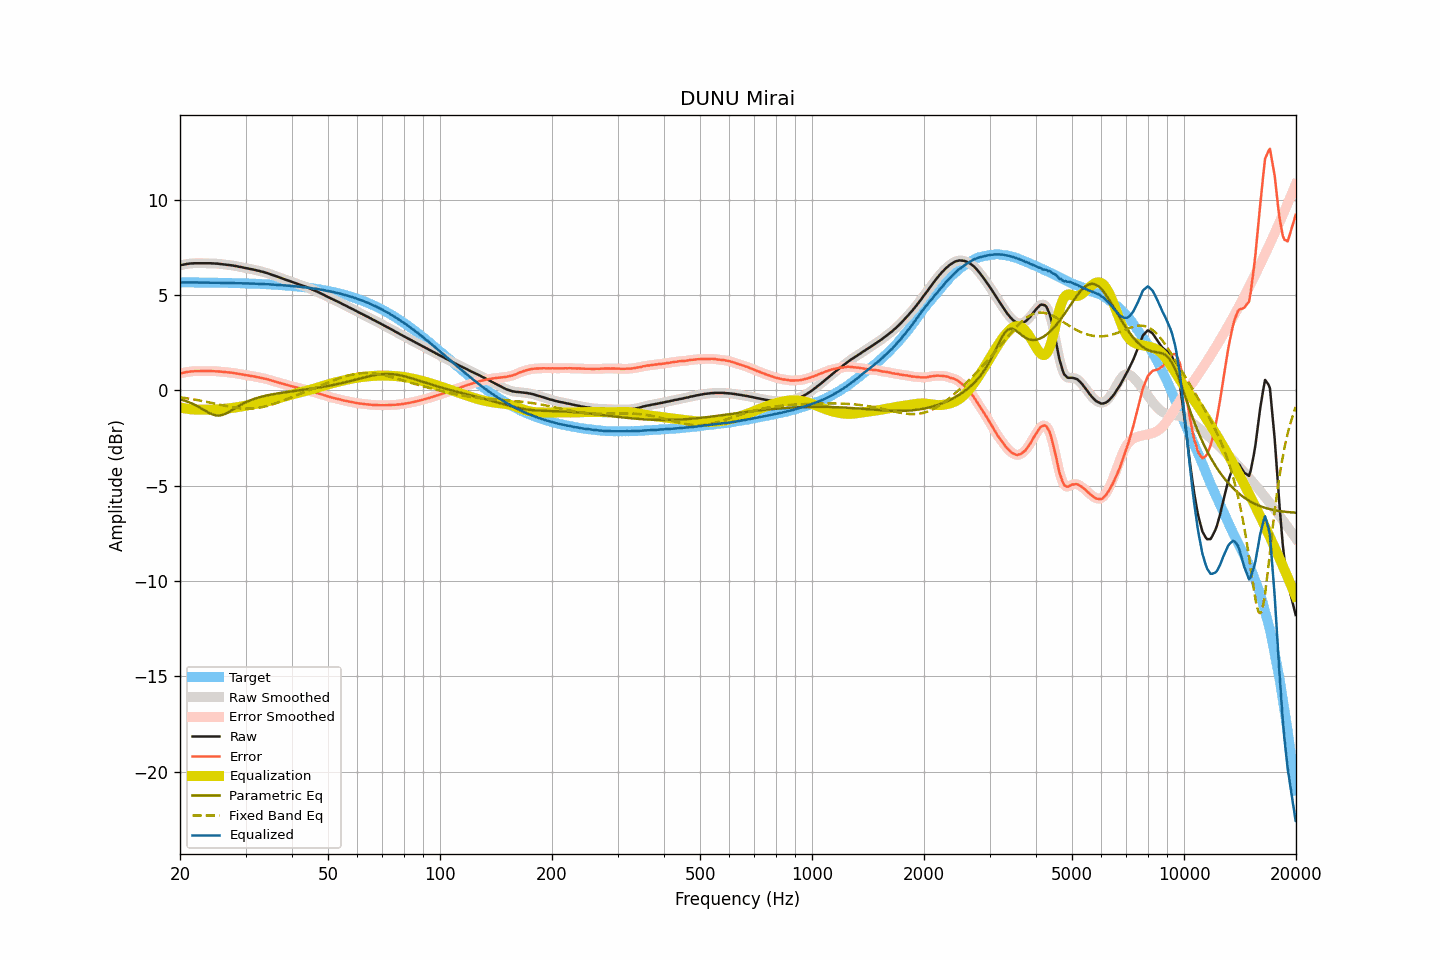 DUNU Mirai
Amplitude (dBr)
10
5
0
−5
−10
−15
−20
Target
Raw Smoothed
Error Smoothed
Raw
Error
Equalization
Parametric Eq
Fixed Band Eq
Equalized
20 50 100 200 500 1000 2000 5000 10000 20000
Frequency (Hz)